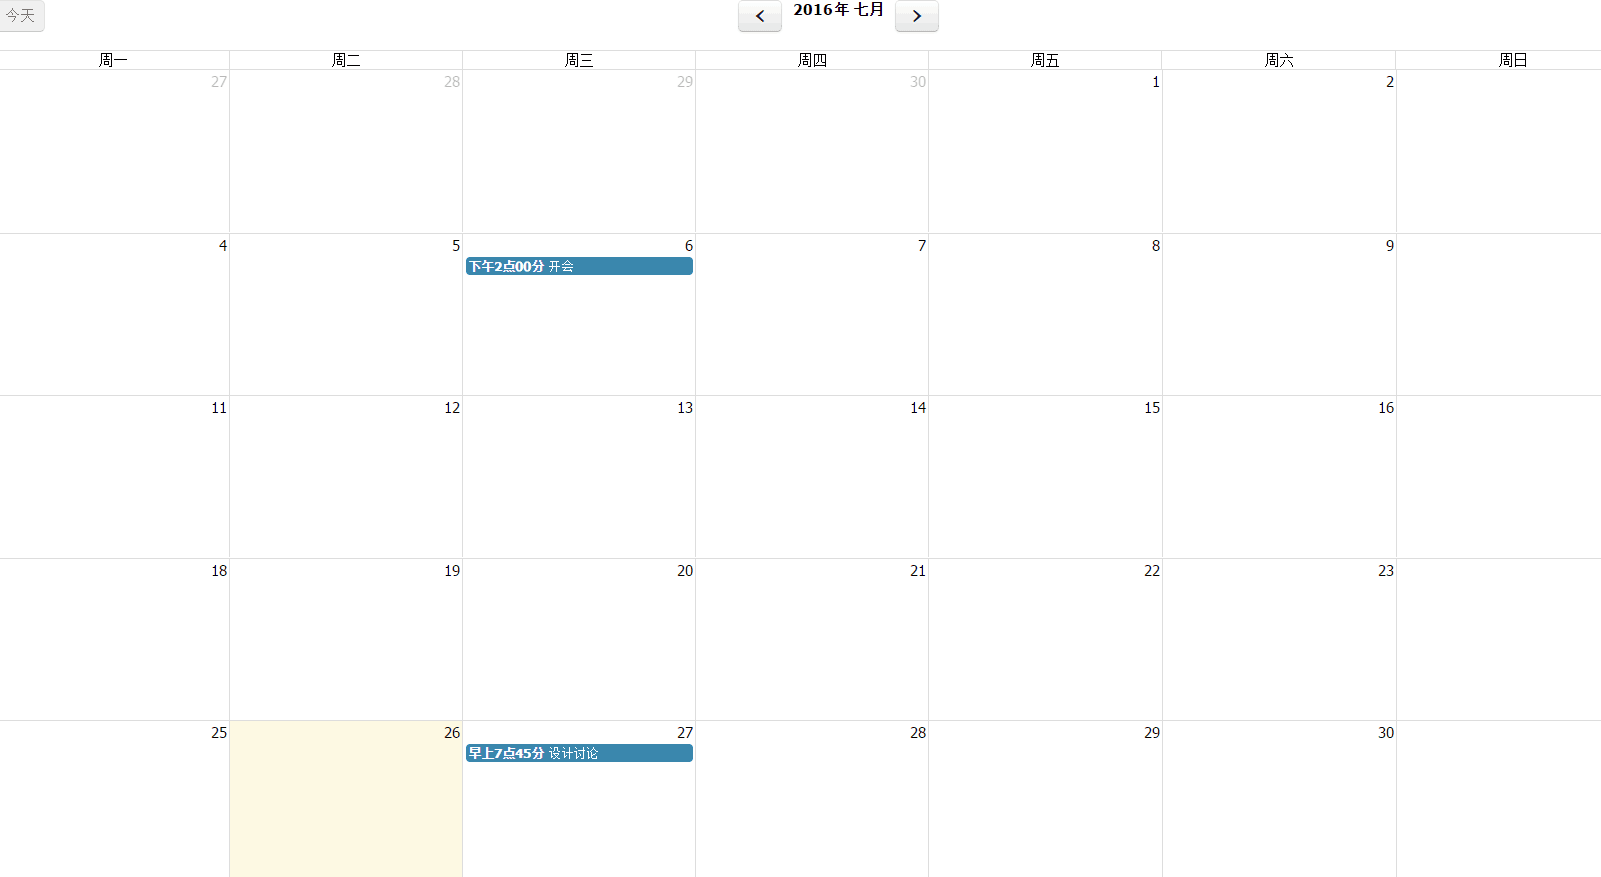 今天
2016年 七月
周一 周二 周三 周四 周五 周六 周日
27 28 29 30 1 2
4 5 6 7 8 9
下午2点00分 开会
11 12 13 14 15 16
18 19 20 21 22 23
25 26 27 28 29 30
早上7点45分 设计讨论